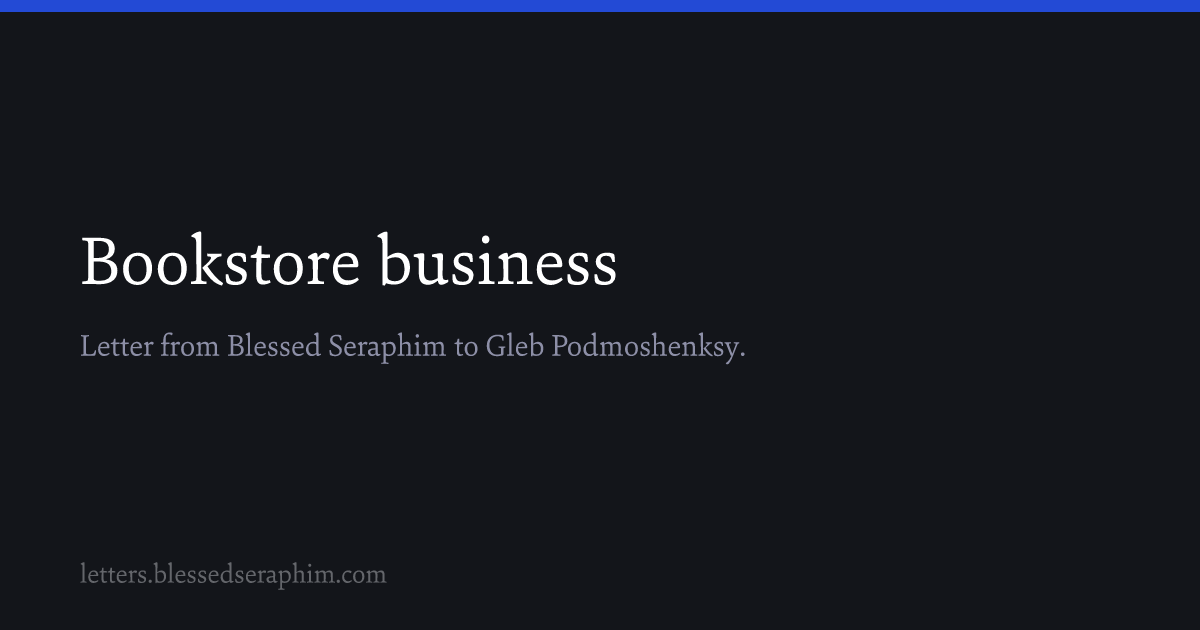 Bookstore business
Letter from Blessed Seraphim to Gleb Podmoshenksy.
letters.blessedseraphim.com